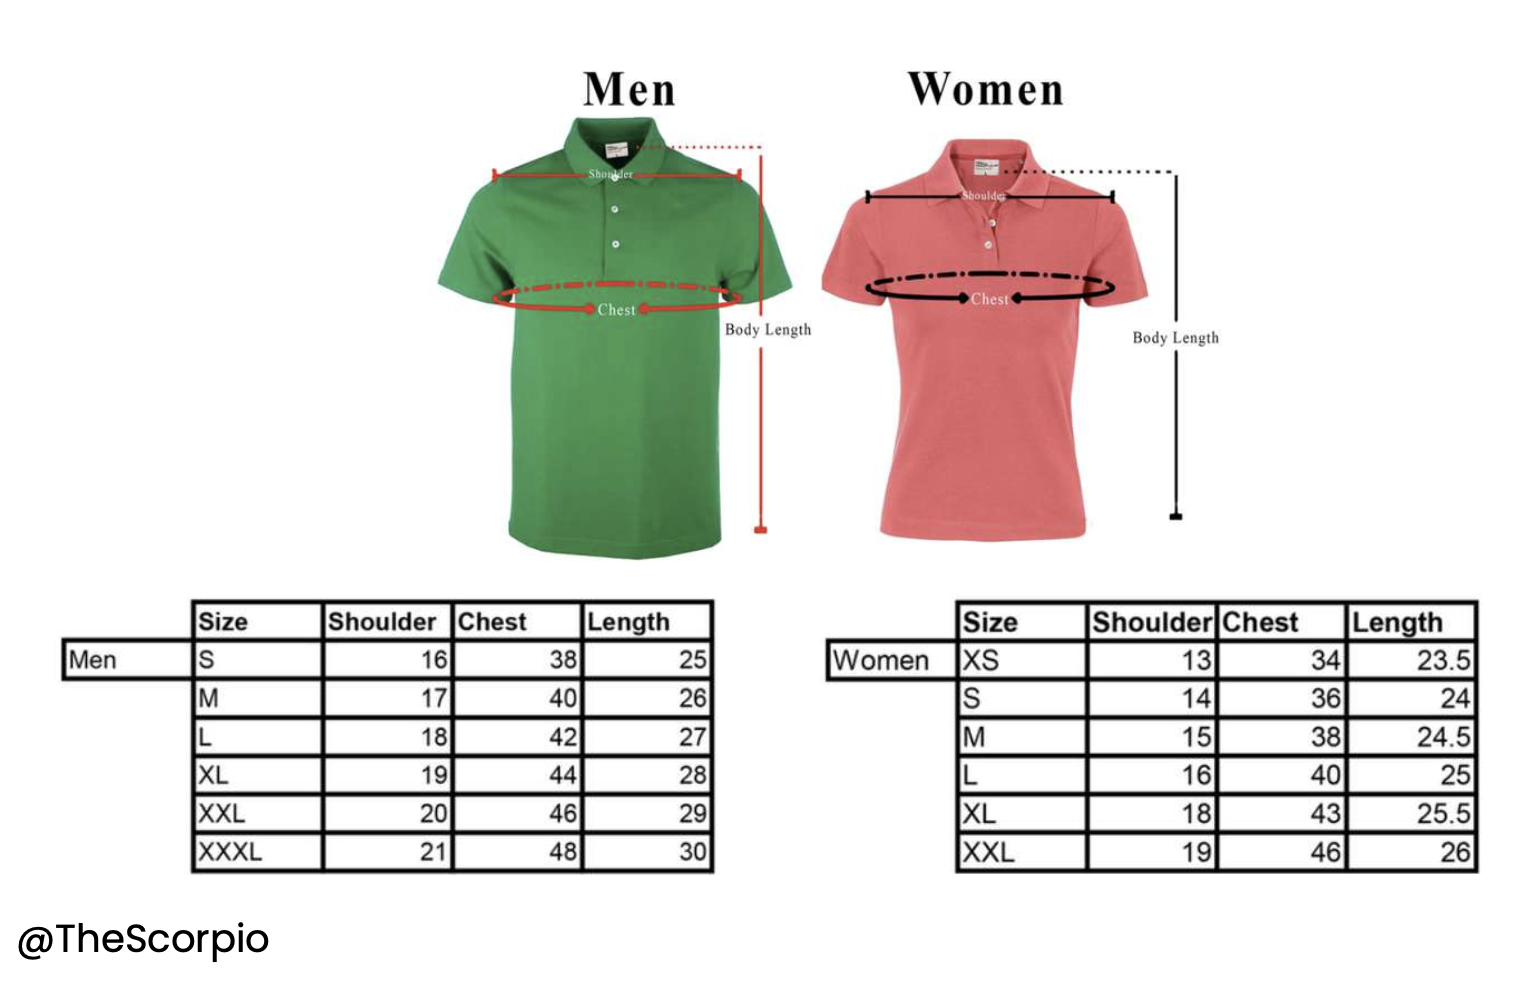 Men
Women
Shoulder
Chest
Body Length
Shoulder
Chest
Body Length
Size Shoulder Chest Length
Men S 16 38 25
M 17 40 26
L 18 42 27
XL 19 44 28
XXL 20 46 29
XXXL 21 48 30
Size Shoulder Chest Length
Women XS 13 34 23.5
S 14 36 24
M 15 38 24.5
L 16 40 25
XL 18 43 25.5
XXL 19 46 26
@TheScorpio